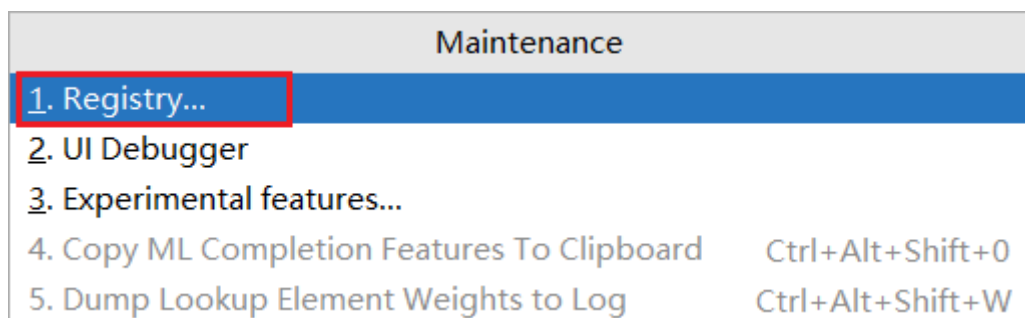 Maintenance
1. Registry...
2. UI Debugger
3. Experimental features...
4. Copy ML Completion Features To Clipboard Ctrl+Alt+Shift+0
5. Dump Lookup Element Weights to Log Ctrl+Alt+Shift+W